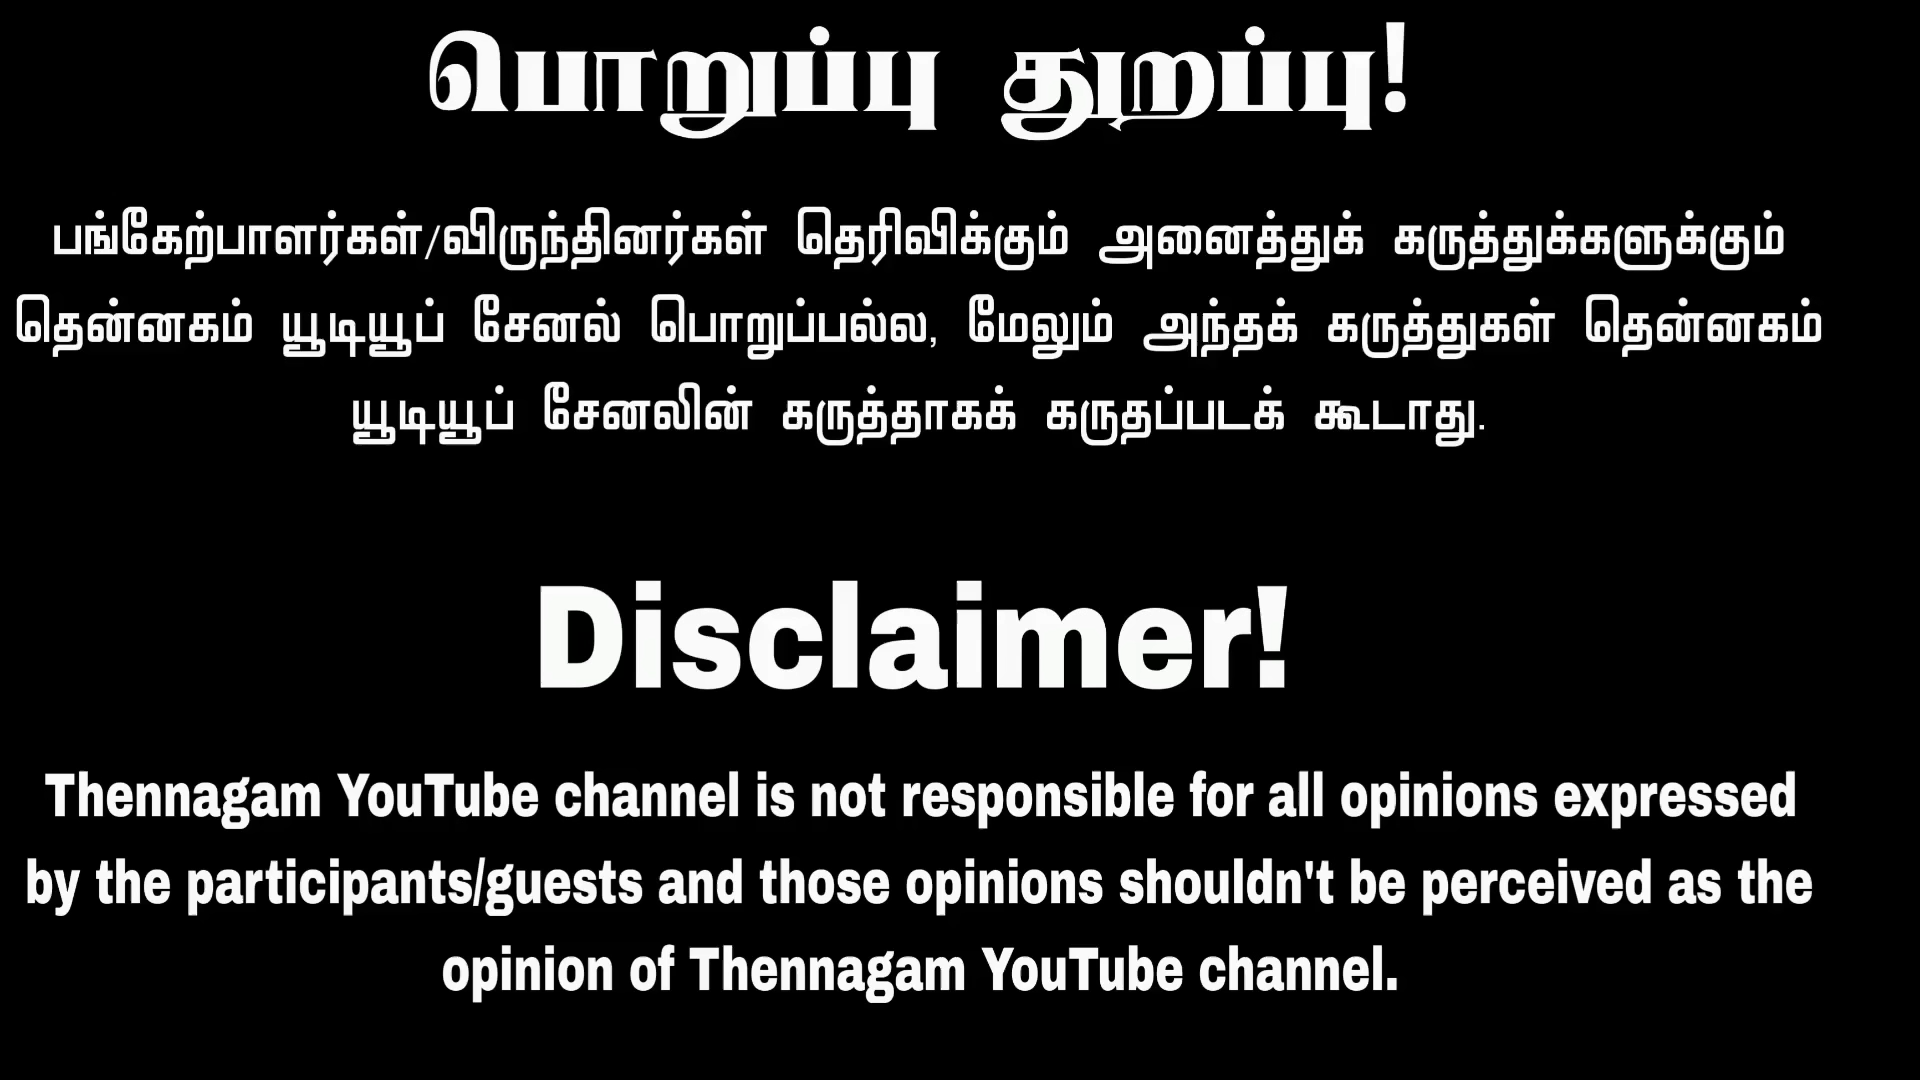 பொறுப்பு துறப்பு!
பங்கேற்பாளர்கள்/விருந்தினர்கள் தெரிவிக்கும் அனைத்துக் கருத்துக்களுக்கும்
தென்னகம் யூடியூப் சேனல் பொறுப்பல்ல, மேலும் அந்தக் கருத்துகள் தென்னகம்
யூடியூப் சேனலின் கருத்தாகக் கருதப்படக் கூடாது.
Disclaimer!
Thennagam YouTube channel is not responsible for all opinions expressed
by the participants/guests and those opinions shouldn't be perceived as the
opinion of Thennagam YouTube channel.